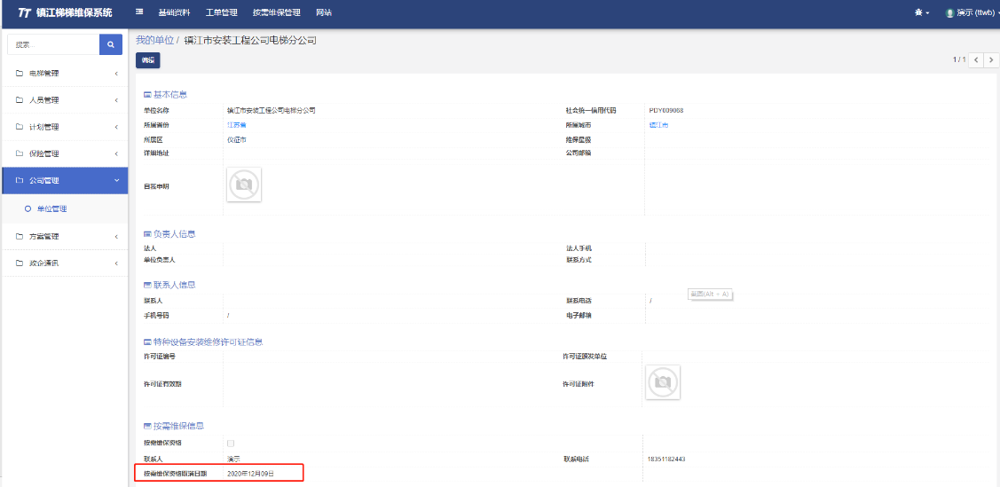 镇江梯梯维保系统 基础资料 工单管理 按需维保管理 网站 演示 (ttwb)
搜索...
我的单位 / 镇江市安装工程公司电梯分公司
编辑 1 / 1
电梯管理
人员管理
计划管理
保险管理
公司管理
单位管理
方案管理
政企通讯
基本信息
单位名称 镇江市安装工程公司电梯分公司 社会统一信用代码 PDY009068
所属省份 江苏省 所属城市 镇江市
所属区 仪征市 维保星级
详细地址 公司邮箱
自我申明
负责人信息
法人 法人手机
单位负责人 联系方式
联系人信息
联系人 联系电话 /
手机号码 / 电子邮箱
截图(Alt + A)
特种设备安装维修许可证信息
许可证编号 许可证颁发单位
许可证有效期 许可证附件
按需维保信息
按需维保资格
联系人 演示 联系电话 18351182443
按需维保资格取消日期 2020年12月09日